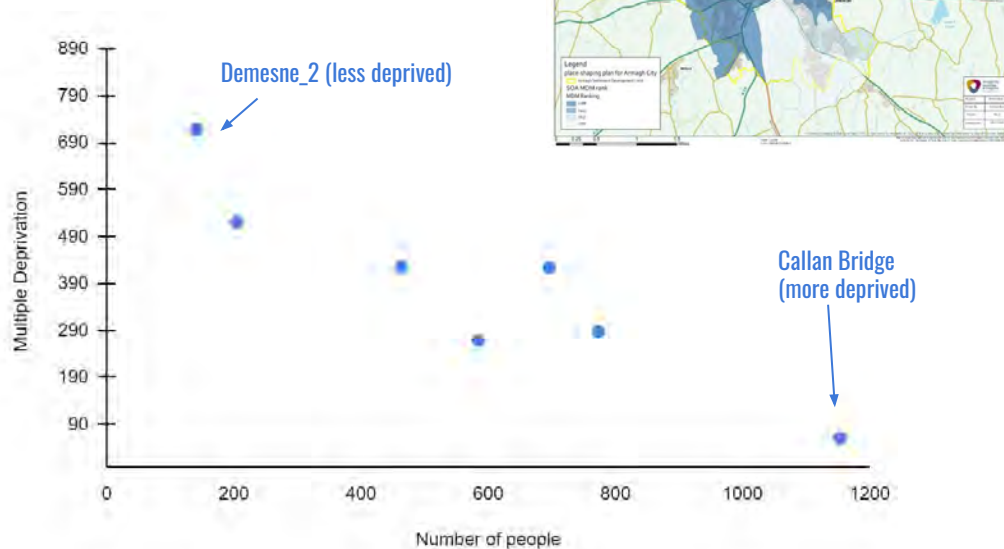 890
790
690
590
490
390
290
190
90
Multiple Deprivation
0
200
400
600
800
1000
1200
Number of people
Demesne_2 (less deprived)
Callan Bridge
(more deprived)
Legend
place shaping plan for Armagh City
SOA MDM rank
MDM Ranking